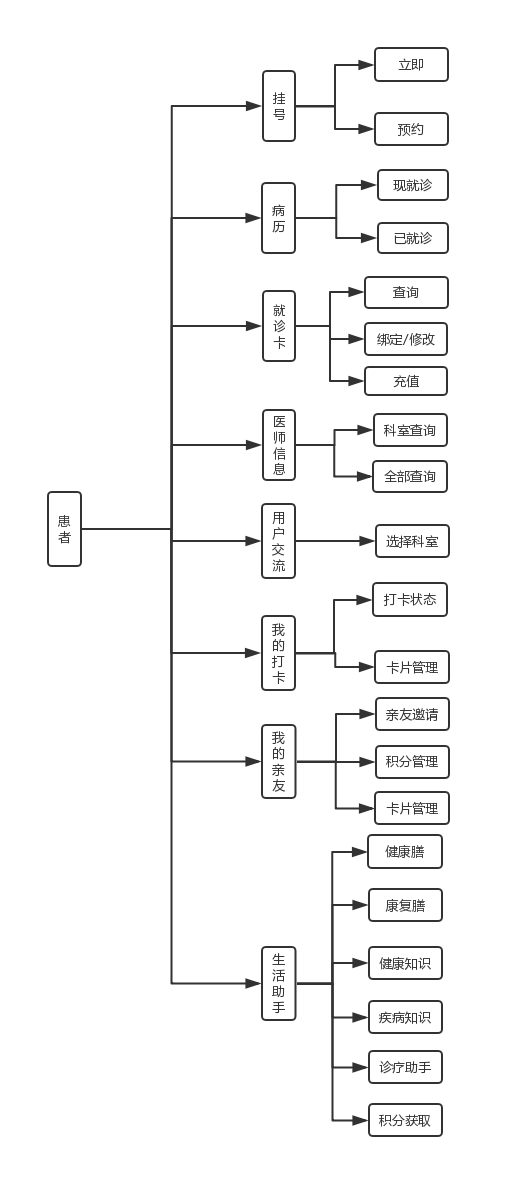 患者
挂号
立即
预约
病历
现就诊
已就诊
就诊卡
查询
绑定/修改
充值
医师信息
科室查询
全部查询
用户交流
选择科室
我的打卡
打卡状态
卡片管理
我的亲友
亲友邀请
积分管理
卡片管理
生活助手
健康膳
康复膳
健康知识
疾病知识
诊疗助手
积分获取